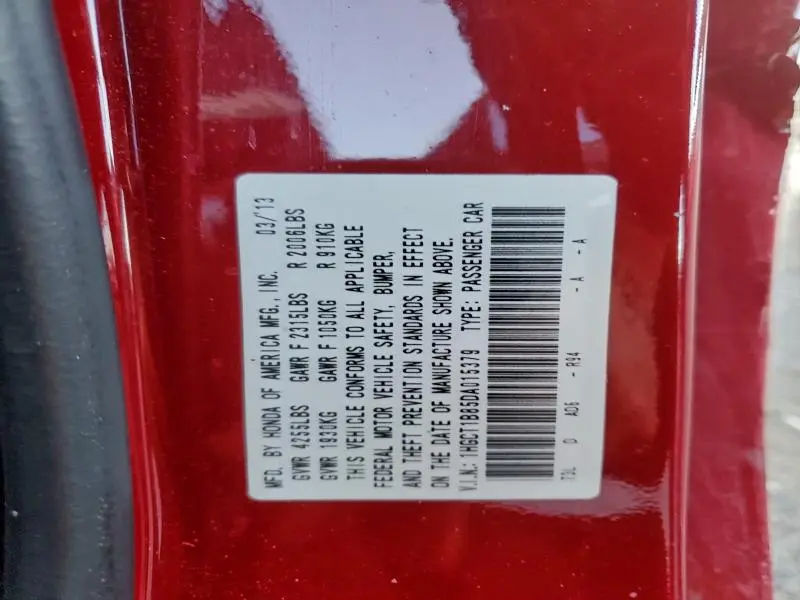 MFD. BY HONDA OF AMERICA MFG., INC. 03/'13
GVWR 4255LBS GAWR F 2315LBS R 2006LBS
GVWR 1930KG GAWR F 1050KG R 910KG
THIS VEHICLE CONFORMS TO ALL APPLICABLE
FEDERAL MOTOR VEHICLE SAFETY, BUMPER,
AND THEFT PREVENTION STANDARDS IN EFFECT
ON THE DATE OF MANUFACTURE SHOWN ABOVE.
V.I.N.: 1HGCT1B85DA015379 TYPE: PASSENGER CAR
T3L D AD6 -R94 -A -A